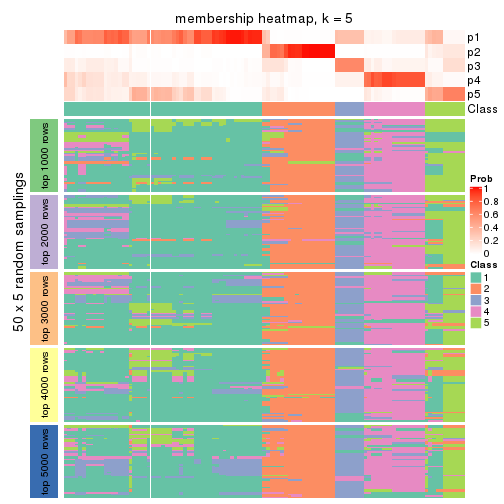 membership heatmap, k = 5
p1
p2
p3
p4
p5
Class
50 x 5 random samplings
top 1000 rows
top 2000 rows
top 3000 rows
top 4000 rows
top 5000 rows
Prob
1
0.8
0.6
0.4
0.2
0
Class
1
2
3
4
5